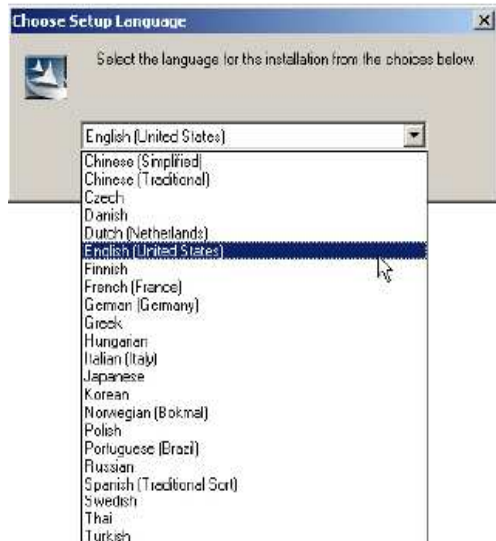 Choose Setup Language
Select the language for the installation from the choices below.
English (United States)
Chinese (Simplified)
Chinese (Traditional)
Czech
Danish
Dutch (Netherlands)
English (United States)
Finnish
French (France)
German (Germany)
Greek
Hungarian
Italian (Italy)
Japanese
Korean
Norwegian (Bokmal)
Polish
Portuguese (Brazil)
Russian
Spanish (Traditional Sort)
Swedish
Thai
Turkish